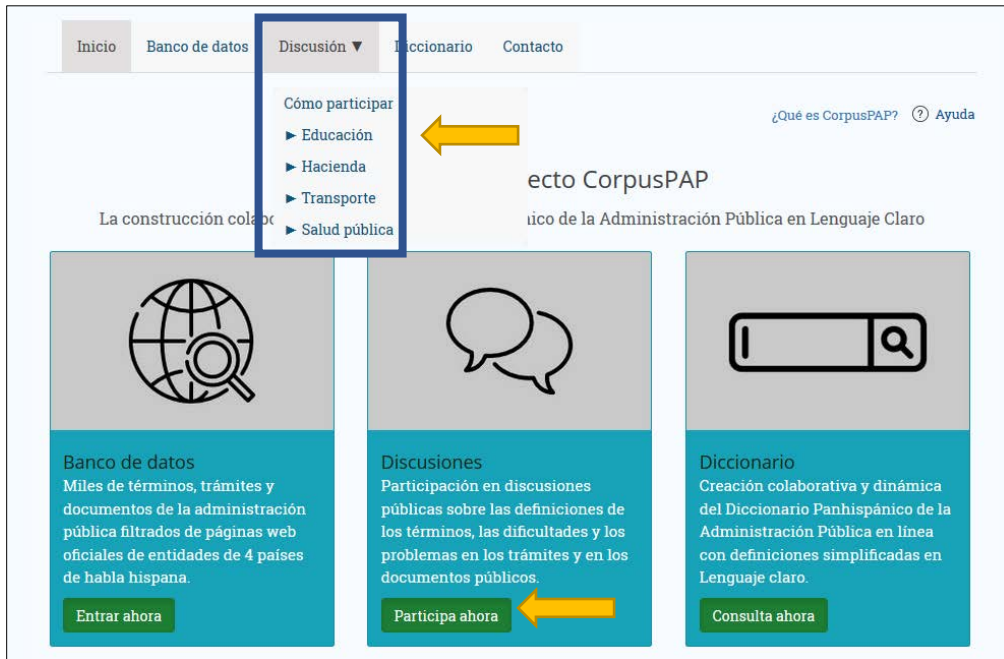 Inicio Banco de datos Discusión ▼ Diccionario Contacto
Cómo participar
► Educación
► Hacienda
► Transporte
► Salud pública
¿Qué es CorpusPAP? ? Ayuda
ecto CorpusPAP
La construcción colabo ico de la Administración Pública en Lenguaje Claro
Banco de datos
Miles de términos, trámites y
documentos de la administración
pública filtrados de páginas web
oficiales de entidades de 4 países
de habla hispana.
Entrar ahora
Discusiones
Participación en discusiones
públicas sobre las definiciones de
los términos, las dificultades y los
problemas en los trámites y en los
documentos públicos.
Participa ahora
Diccionario
Creación colaborativa y dinámica
del Diccionario Panhispánico de la
Administración Pública en línea
con definiciones simplificadas en
Lenguaje claro.
Consulta ahora